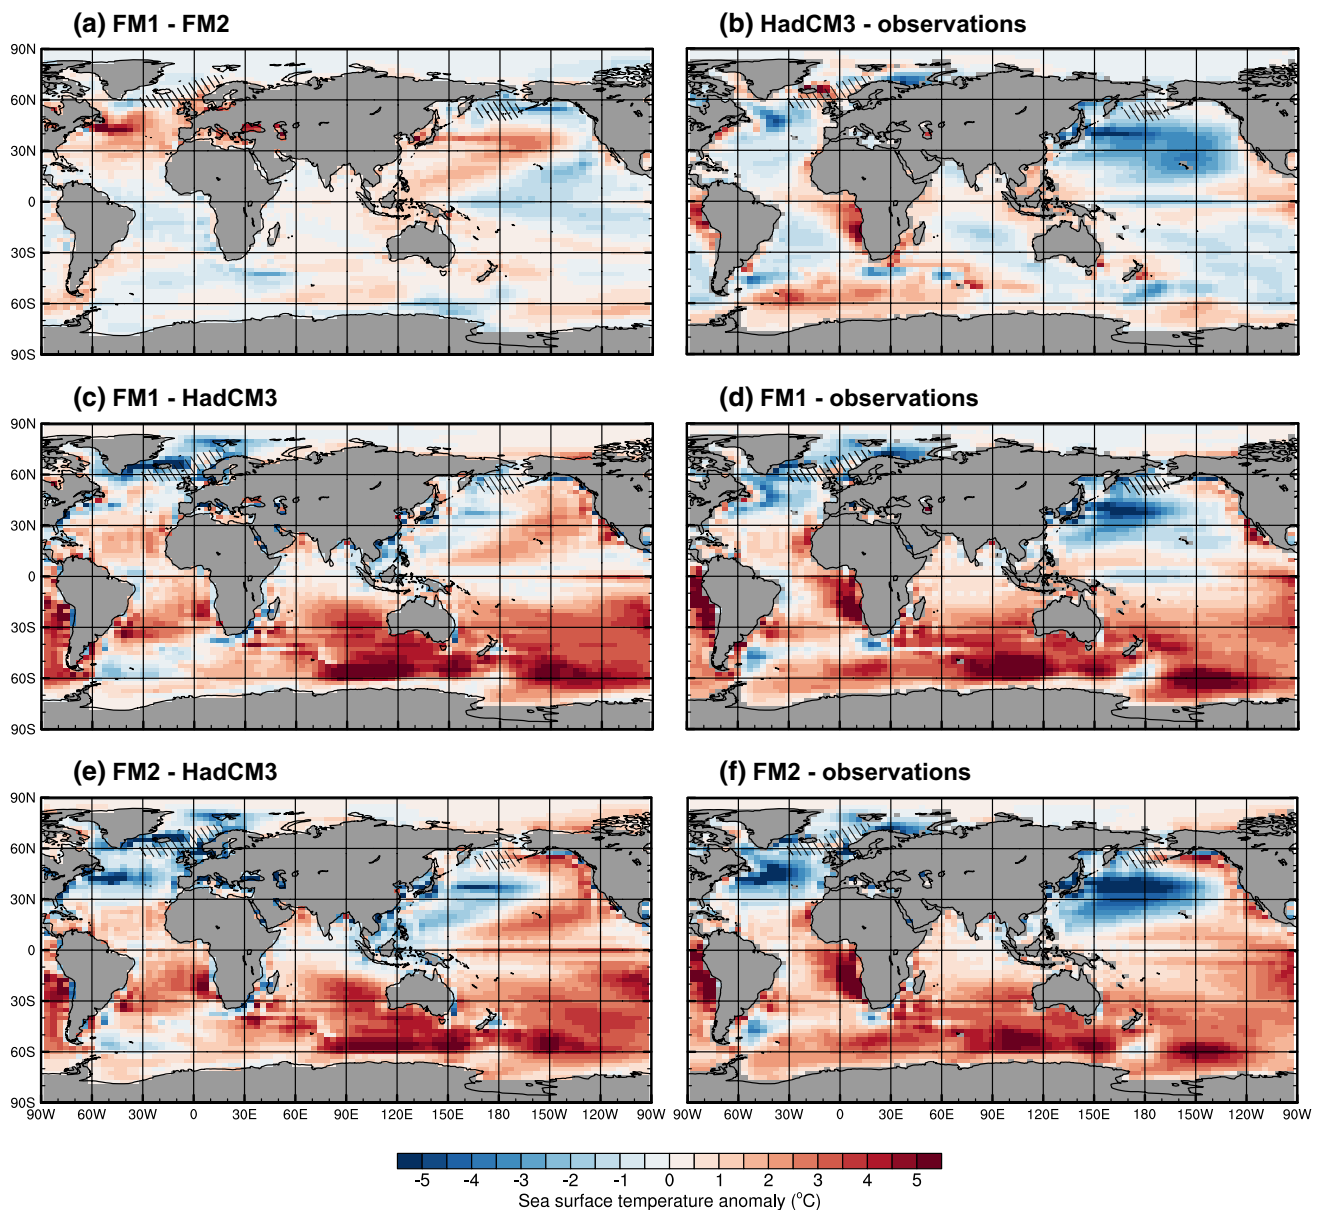 (a) FM1 - FM2
(b) HadCM3 - observations
90N
60N
30N
0
30S
60S
90S
(c) FM1 - HadCM3
(d) FM1 - observations
90N
60N
30N
0
30S
60S
90S
(e) FM2 - HadCM3
(f) FM2 - observations
90N
60N
30N
0
30S
60S
90S
90W 60W 30W 0 30E 60E 90E 120E 150E 180 150W 120W 90W
90W 60W 30W 0 30E 60E 90E 120E 150E 180 150W 120W 90W
-5 -4 -3 -2 -1 0 1 2 3 4 5
Sea surface temperature anomaly (°C)